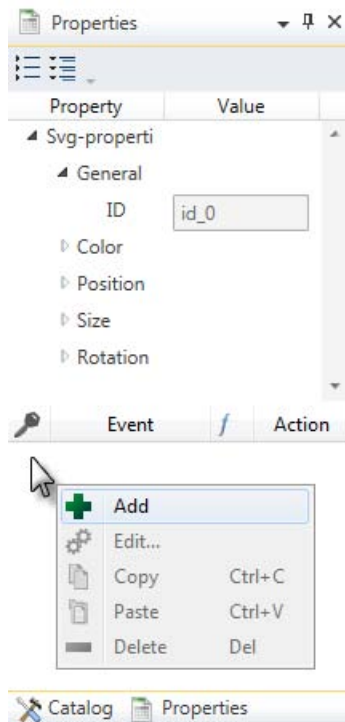 Properties
Property Value
Svg-properti
General
ID id_0
Color
Position
Size
Rotation
Event f Action
Add
Edit...
Copy Ctrl+C
Paste Ctrl+V
Delete Del
Catalog Properties